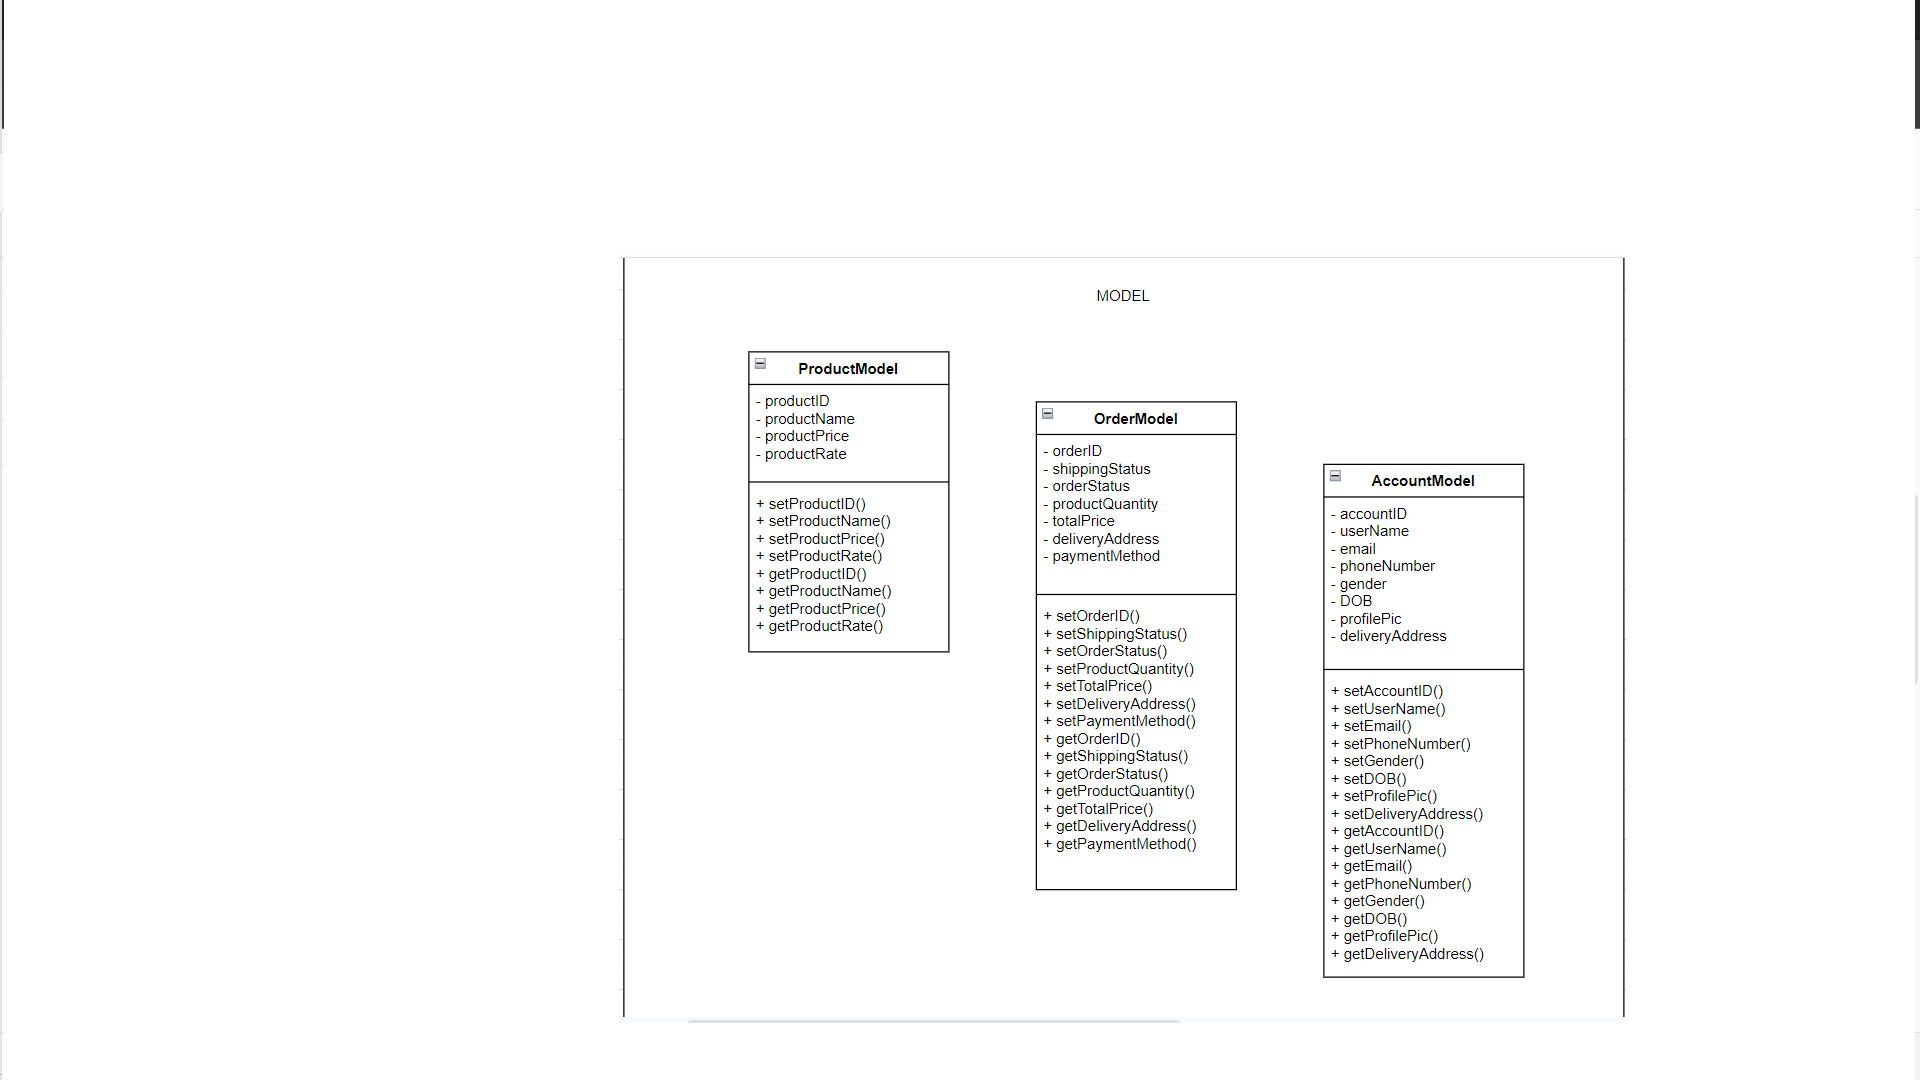 MODEL
ProductModel
- productID
- productName
- productPrice
- productRate
+ setProductID()
+ setProductName()
+ setProductPrice()
+ setProductRate()
+ getProductID()
+ getProductName()
+ getProductPrice()
+ getProductRate()
OrderModel
- orderID
- shippingStatus
- orderStatus
- productQuantity
- totalPrice
- deliveryAddress
- paymentMethod
+ setOrderID()
+ setShippingStatus()
+ setOrderStatus()
+ setProductQuantity()
+ setTotalPrice()
+ setDeliveryAddress()
+ setPaymentMethod()
+ getOrderID()
+ getShippingStatus()
+ getOrderStatus()
+ getProductQuantity()
+ getTotalPrice()
+ getDeliveryAddress()
+ getPaymentMethod()
AccountModel
- accountID
- userName
- email
- phoneNumber
- gender
- DOB
- profilePic
- deliveryAddress
+ setAccountID()
+ setUserName()
+ setEmail()
+ setPhoneNumber()
+ setGender()
+ setDOB()
+ setProfilePic()
+ setDeliveryAddress()
+ getAccountID()
+ getUserName()
+ getEmail()
+ getPhoneNumber()
+ getGender()
+ getDOB()
+ getProfilePic()
+ getDeliveryAddress()